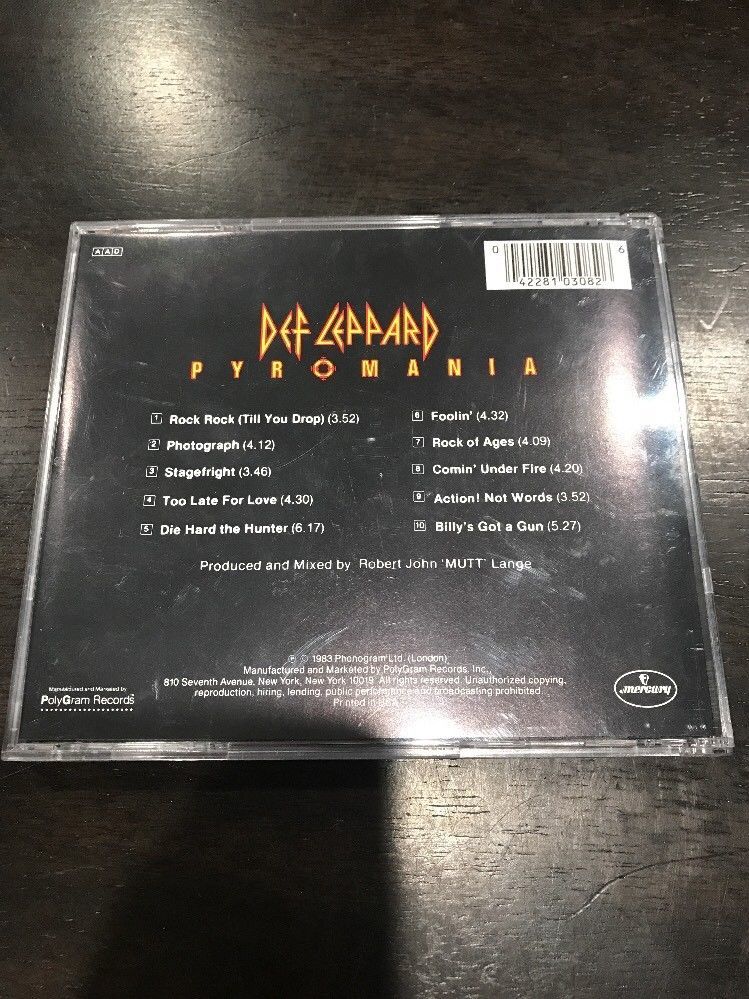 AAD
0 42281 03082 6
DEF LEPPARD
PYROMANIA
1 Rock Rock (Till You Drop) (3.52)
2 Photograph (4.12)
3 Stagefright (3.46)
4 Too Late For Love (4.30)
5 Die Hard the Hunter (6.17)
6 Foolin' (4.32)
7 Rock of Ages (4.09)
8 Comin' Under Fire (4.20)
9 Action! Not Words (3.52)
10 Billy's Got a Gun (5.27)
Produced and Mixed by Robert John 'MUTT' Lange
℗ © 1983 Phonogram Ltd. (London)
Manufactured and Marketed by PolyGram Records, Inc.,
810 Seventh Avenue, New York, New York 10019. All rights reserved. Unauthorized copying,
reproduction, hiring, lending, public performance and broadcasting prohibited.
Printed in USA
Manufactured and Marketed by
PolyGram Records
mercury